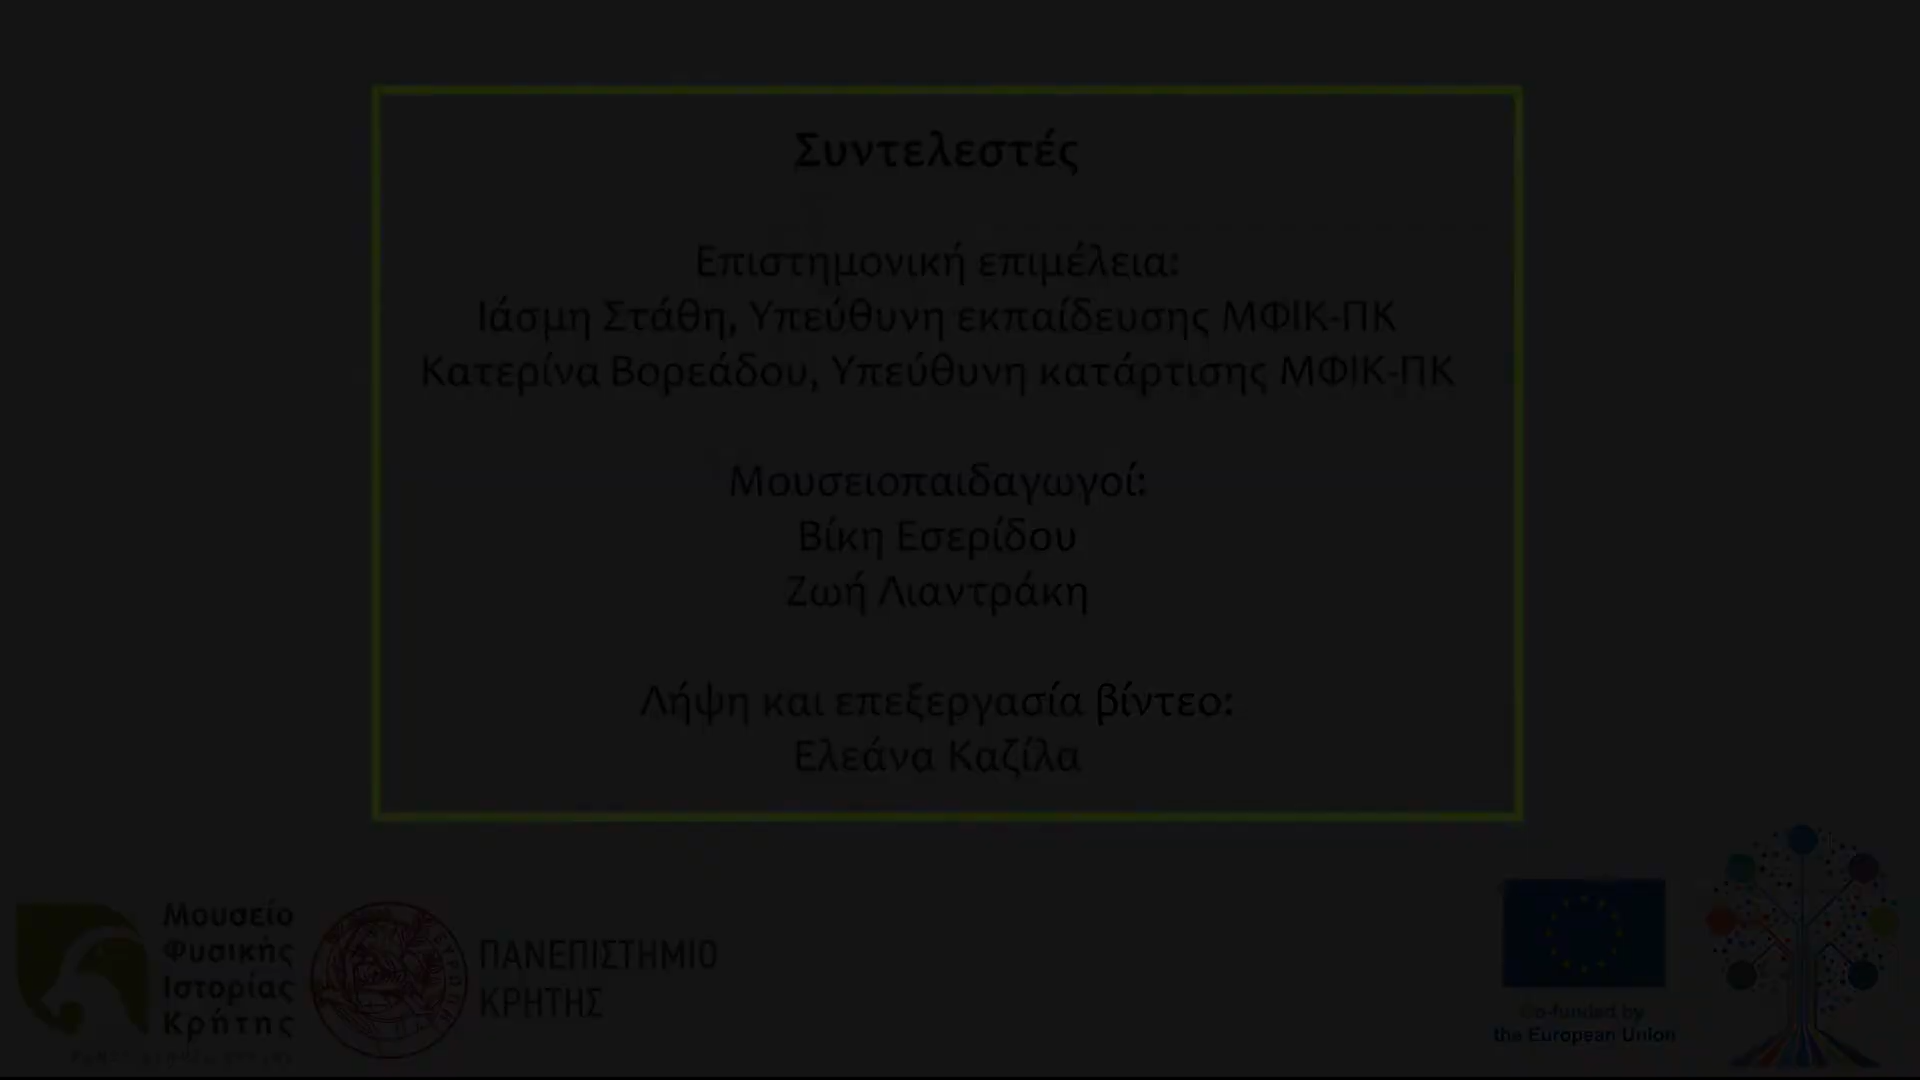 Συντελεστές
Επιστημονική επιμέλεια:
Ιάσμη Στάθη, Υπεύθυνη εκπαίδευσης ΜΦΙΚ-ΠΚ
Κατερίνα Βορεάδου, Υπεύθυνη κατάρτισης ΜΦΙΚ-ΠΚ
Μουσειοπαιδαγωγοί:
Βίκη Εσερίδου
Ζωή Λιαντράκη
Λήψη και επεξεργασία βίντεο:
Ελεάνα Καζίλα
Μουσείο
Φυσικής
Ιστορίας
Κρήτης
ΠΑΝΕΠΙΣΤΗΜΙΟ
ΚΡΗΤΗΣ
Co-funded by
the European Union